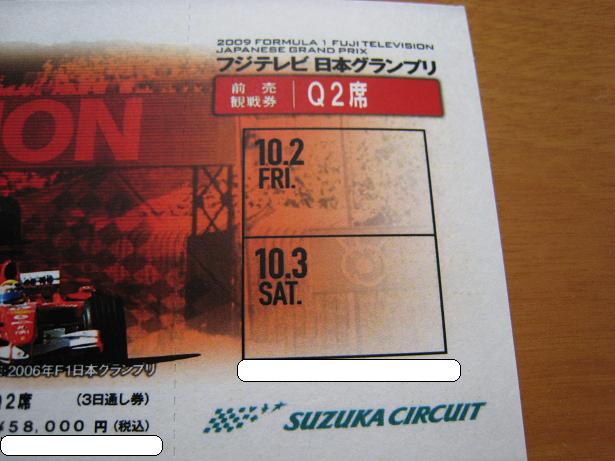 2009 FORMULA 1 FUJI TELEVISION
JAPANESE GRAND PRIX
フジテレビ 日本グランプリ
前売
観戦券
Q2席
ION
10.2
FRI.
10.3
SAT.
2006年F1日本グランプリ
Q2席 (3日通し券)
¥58,000 円(税込)
SUZUKA CIRCUIT